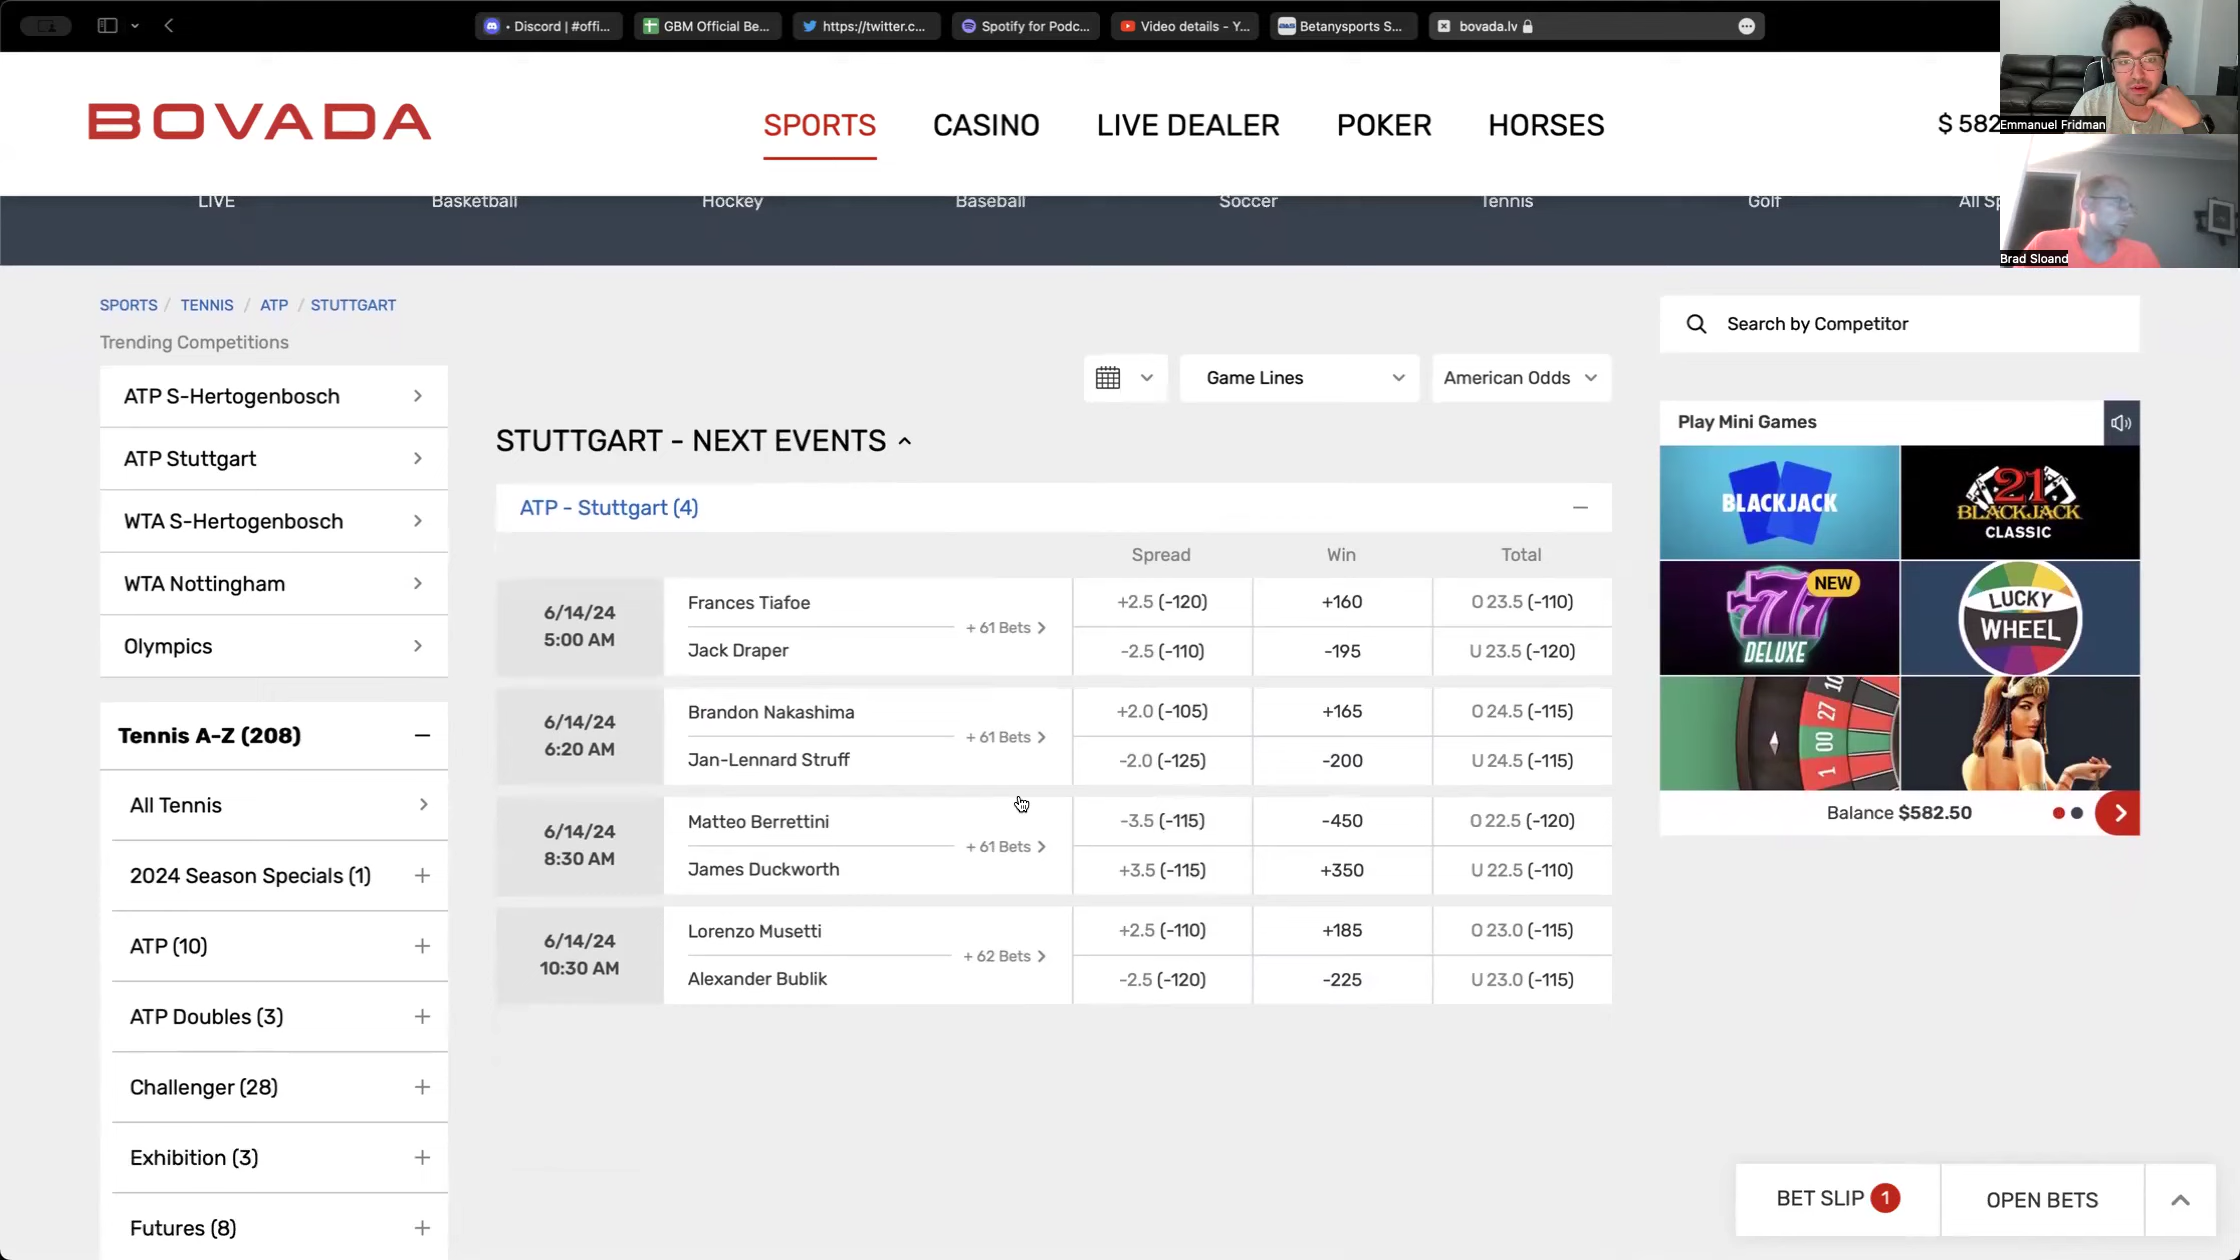 • Discord | #offi...
GBM Official Be...
https://twitter.c...
Spotify for Podc...
Video details - Y...
Betanysports S...
bovada.lv
BOVADA
SPORTS
CASINO
LIVE DEALER
POKER
HORSES
$ 582
Emmanuel Fridman
Brad Sloand
LIVE
Basketball
Hockey
Baseball
Soccer
Tennis
Golf
All Sp
SPORTS / TENNIS / ATP / STUTTGART
Trending Competitions
ATP S-Hertogenbosch
ATP Stuttgart
WTA S-Hertogenbosch
WTA Nottingham
Olympics
Tennis A-Z (208)
All Tennis
2024 Season Specials (1)
ATP (10)
ATP Doubles (3)
Challenger (28)
Exhibition (3)
Futures (8)
Game Lines
American Odds
STUTTGART - NEXT EVENTS
ATP - Stuttgart (4)
Spread Win Total
6/14/24
5:00 AM
Frances Tiafoe
+ 61 Bets
Jack Draper
+2.5 (-120) +160 O 23.5 (-110)
-2.5 (-110) -195 U 23.5 (-120)
6/14/24
6:20 AM
Brandon Nakashima
+ 61 Bets
Jan-Lennard Struff
+2.0 (-105) +165 O 24.5 (-115)
-2.0 (-125) -200 U 24.5 (-115)
6/14/24
8:30 AM
Matteo Berrettini
+ 61 Bets
James Duckworth
-3.5 (-115) -450 O 22.5 (-120)
+3.5 (-115) +350 U 22.5 (-110)
6/14/24
10:30 AM
Lorenzo Musetti
+ 62 Bets
Alexander Bublik
+2.5 (-110) +185 O 23.0 (-115)
-2.5 (-120) -225 U 23.0 (-115)
Search by Competitor
Play Mini Games
BLACKJACK
21
BLACKJACK
CLASSIC
NEW
777
DELUXE
LUCKY
WHEEL
10
27
00
1
Balance $582.50
BET SLIP 1
OPEN BETS